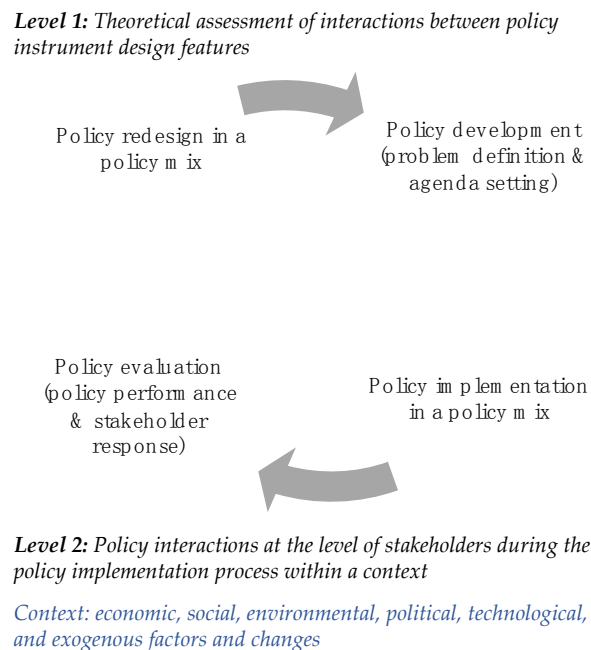 Level 1: Theoretical assessment of interactions between policy
instrument design features
Policy redesign in a
policy mix
Policy development
(problem definition &
agenda setting)
Policy evaluation
(policy performance
& stakeholder
response)
Policy implementation
in a policy mix
Level 2: Policy interactions at the level of stakeholders during the
policy implementation process within a context
Context: economic, social, environmental, political, technological,
and exogenous factors and changes